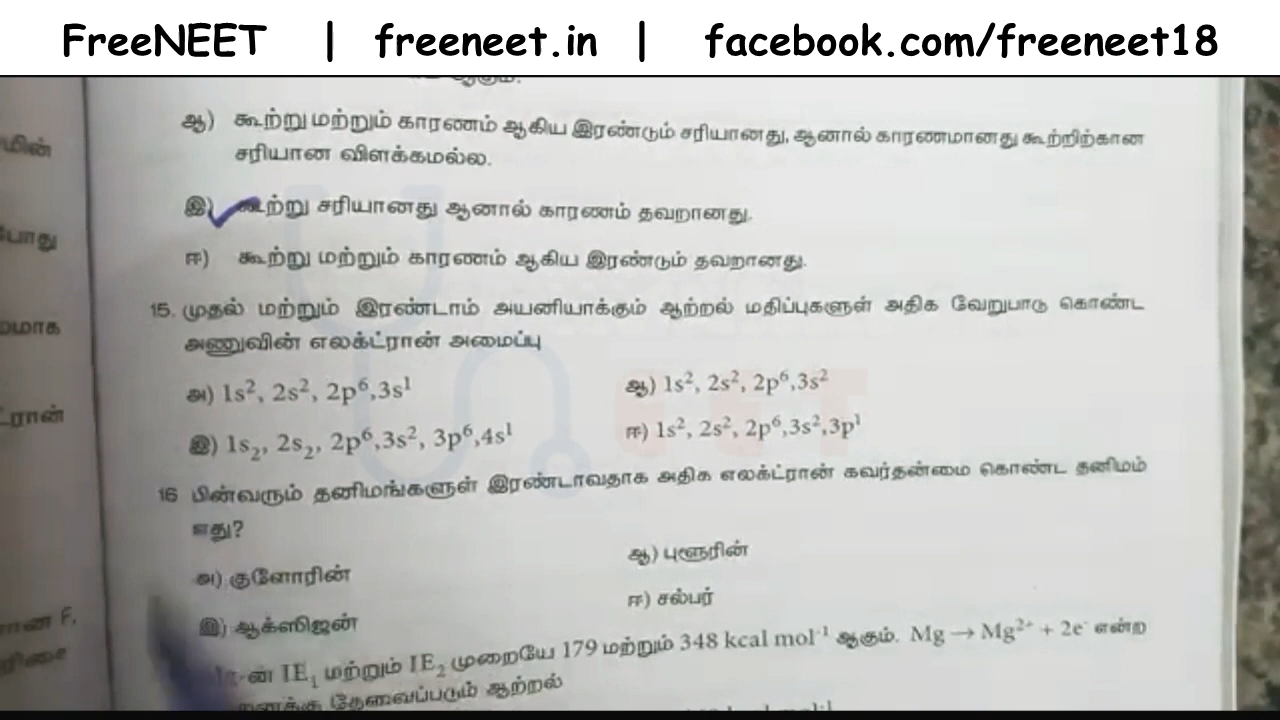 FreeNEET | freeneet.in | facebook.com/freeneet18
ஆகும்.
ஆ) கூற்று மற்றும் காரணம் ஆகிய இரண்டும் சரியானது, ஆனால் காரணமானது கூற்றிற்கான
மின்
சரியான விளக்கமல்ல.
இ) கூற்று சரியானது ஆனால் காரணம் தவறானது.
போது
ஈ) கூற்று மற்றும் காரணம் ஆகிய இரண்டும் தவறானது.
15. முதல் மற்றும் இரண்டாம் அயனியாக்கும் ஆற்றல் மதிப்புகளுள் அதிக வேறுபாடு கொண்ட
மமாக
அணுவின் எலக்ட்ரான் அமைப்பு
அ) 1s², 2s², 2p⁶,3s¹ ஆ) 1s², 2s², 2p⁶,3s²
ட்ரான்
இ) 1s₂, 2s₂, 2p⁶,3s², 3p⁶,4s¹ ஈ) 1s², 2s², 2p⁶,3s²,3p¹
16 பின்வரும் தனிமங்களுள் இரண்டாவதாக அதிக எலக்ட்ரான் கவர்தன்மை கொண்ட தனிமம்
எது?
அ) குளோரின் ஆ) புளூரின்
இ) ஆக்ஸிஜன் ஈ) சல்பர்
ான F,
IE₁ மற்றும் IE₂ முறையே 179 மற்றும் 348 kcal mol⁻¹ ஆகும். Mg → Mg²⁺ + 2e⁻ என்ற
தேவைப்படும் ஆற்றல்